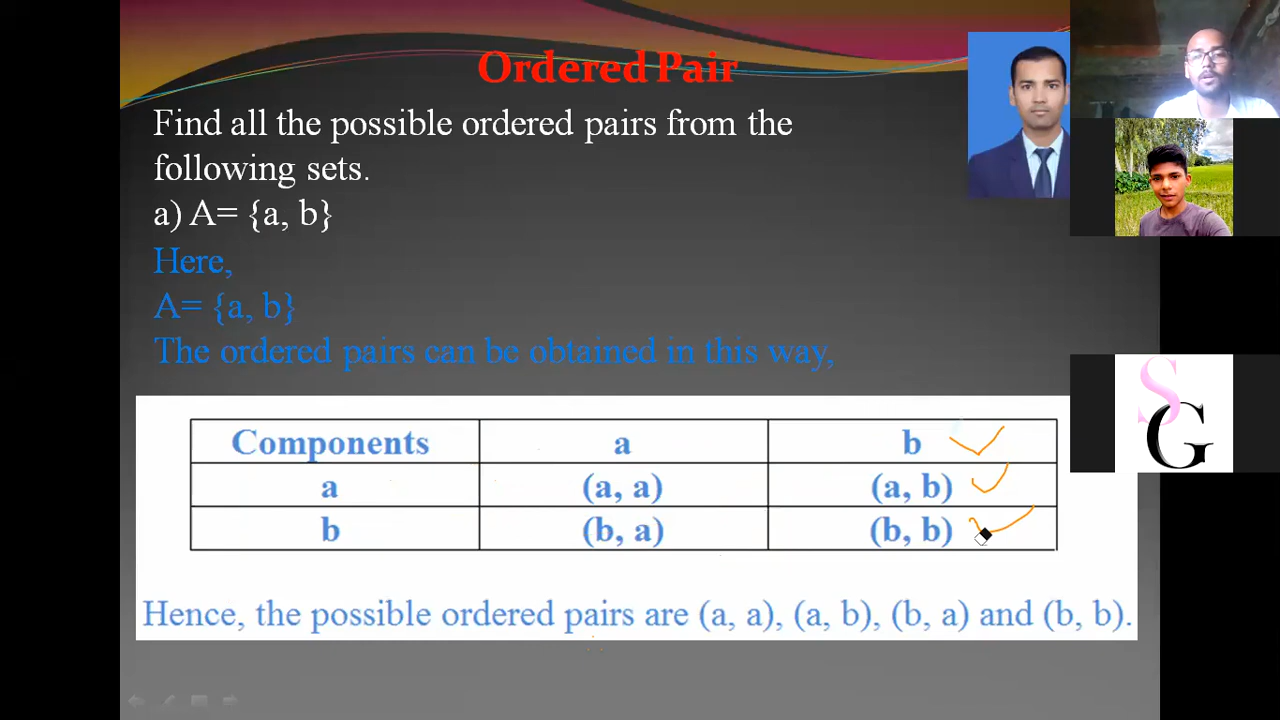 Ordered Pair
Find all the possible ordered pairs from the
following sets.
a) A= {a, b}
Here,
A= {a, b}
The ordered pairs can be obtained in this way,
Components a b
a (a, a) (a, b)
b (b, a) (b, b)
Hence, the possible ordered pairs are (a, a), (a, b), (b, a) and (b, b).
S
G